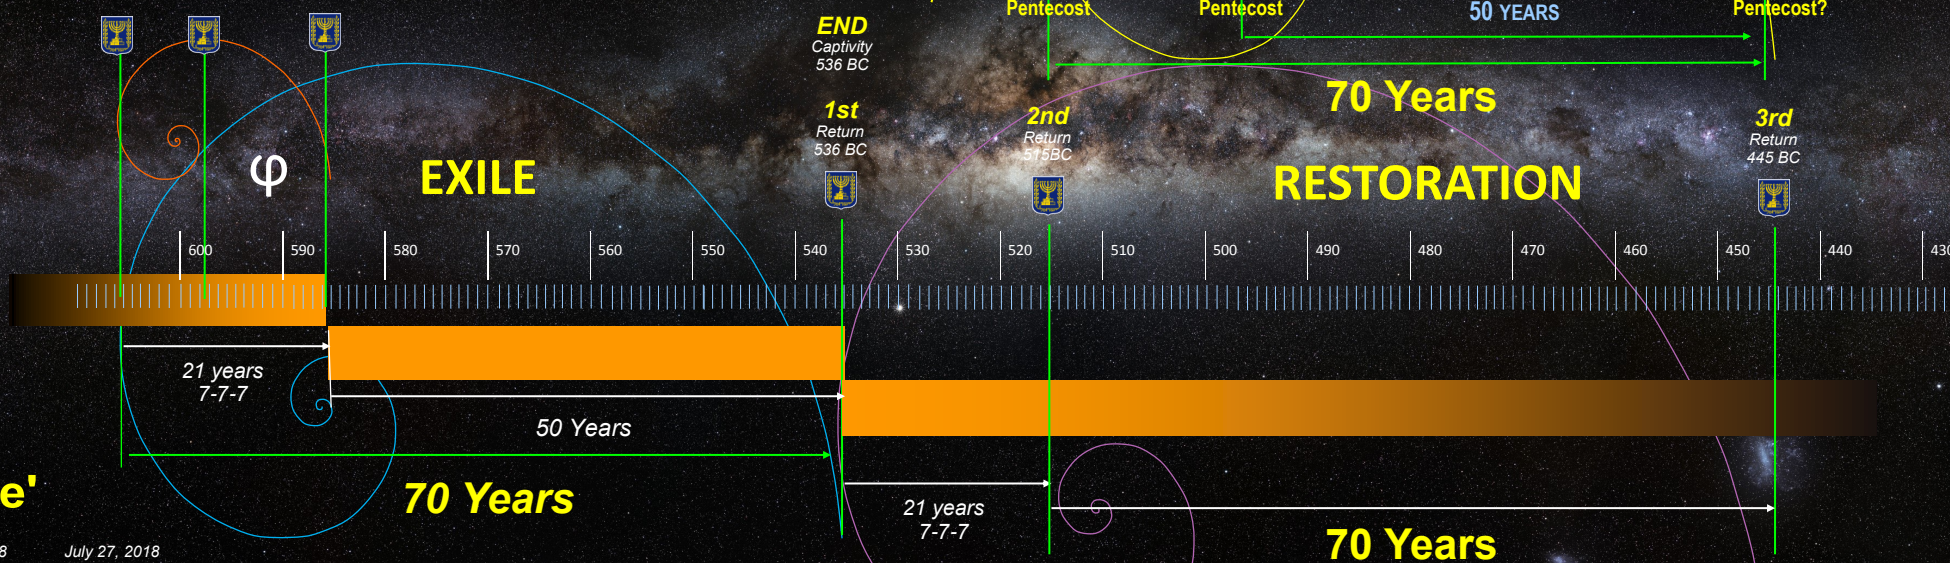 Pentecost
Pentecost
50 YEARS
Pentecost?
END
Captivity
536 BC
70 Years
1st
Return
536 BC
2nd
Return
515BC
3rd
Return
445 BC
φ
EXILE
RESTORATION
600
590
580
570
560
550
540
530
520
510
500
490
480
470
460
450
440
430
21 years
7-7-7
50 Years
70 Years
21 years
7-7-7
70 Years
e'
8
July 27, 2018